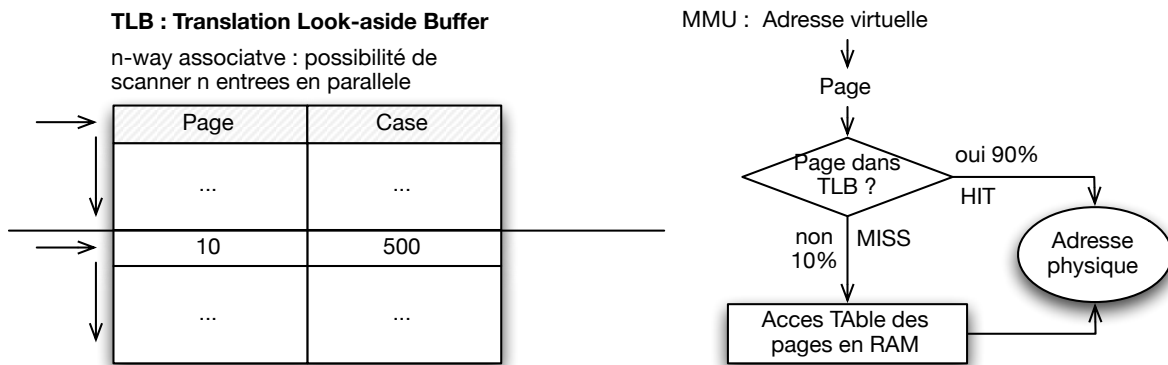 TLB : Translation Look-aside Buffer
n-way associatve : possibilité de
scanner n entrees en parallele
Page Case
... ...
10 500
... ...
MMU : Adresse virtuelle
Page
Page dans
TLB ?
oui 90%
HIT
non
10%
MISS
Adresse
physique
Acces TAble des
pages en RAM